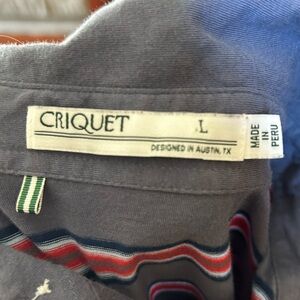 CRIQUET L
DESIGNED IN AUSTIN, TX
MADE
IN
PERU